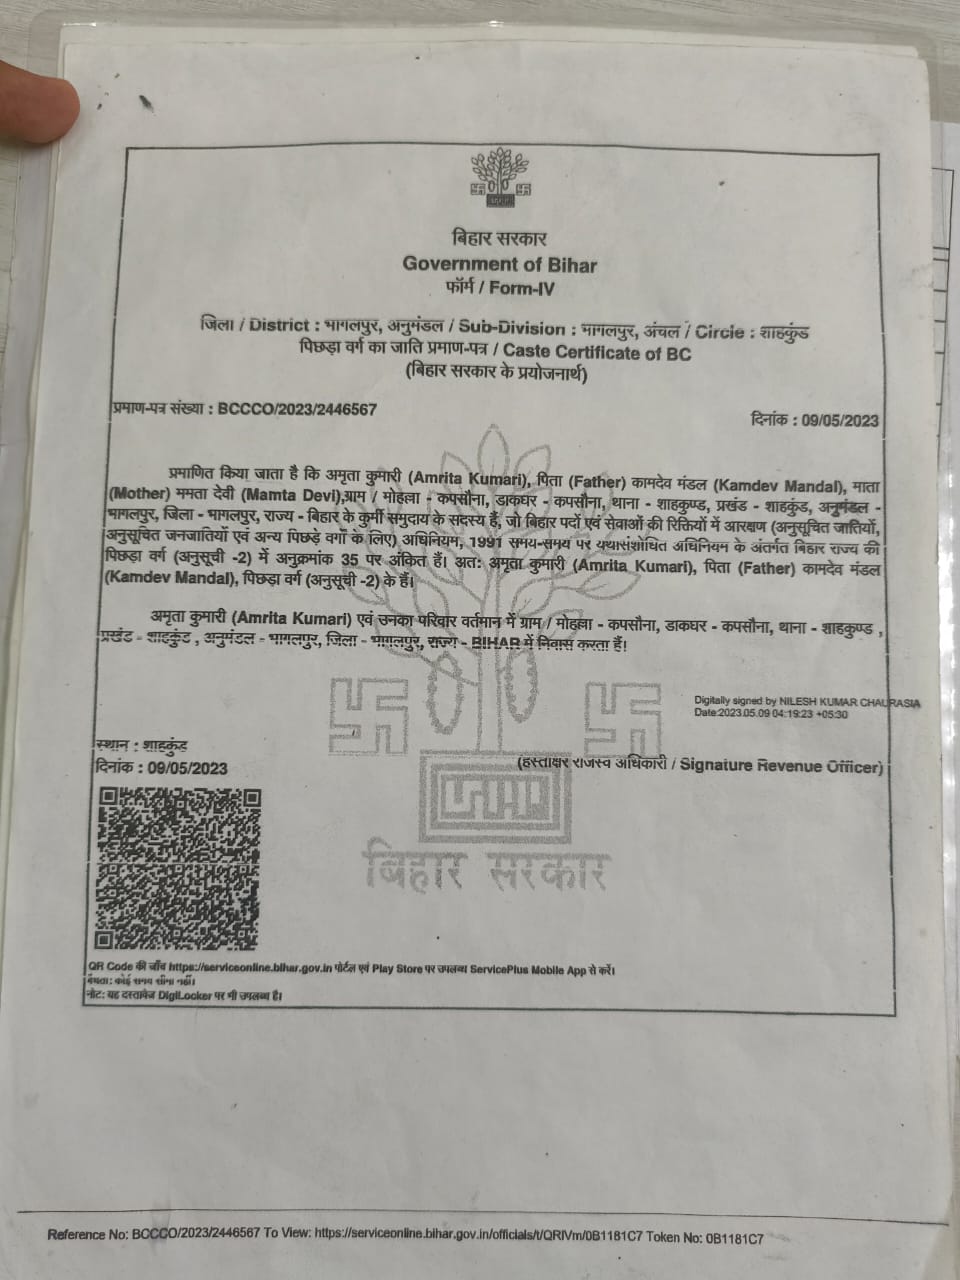 बिहार सरकार
Government of Bihar
फॉर्म / Form-IV
जिला / District : भागलपुर, अनुमंडल / Sub-Division : भागलपुर, अंचल / Circle : शाहकुंड
पिछड़ा वर्ग का जाति प्रमाण-पत्र / Caste Certificate of BC
(बिहार सरकार के प्रयोजनार्थ)
प्रमाण-पत्र संख्या : BCCCO/2023/2446567
दिनांक : 09/05/2023
प्रमाणित किया जाता है कि अमृता कुमारी (Amrita Kumari), पिता (Father) कामदेव मंडल (Kamdev Mandal), माता
(Mother) ममता देवी (Mamta Devi),ग्राम / मोहल्ला - कपसौना, डाकघर - कपसौना, थाना - शाहकुण्ड, प्रखंड - शाहकुंड, अनुमंडल -
भागलपुर, जिला - भागलपुर, राज्य - बिहार के कुर्मी समुदाय के सदस्य हैं, जो बिहार पदों एवं सेवाओं की रिक्तियों में आरक्षण (अनुसूचित जातियों,
अनुसूचित जनजातियों एवं अन्य पिछड़े वर्गों के लिए) अधिनियम, 1991 समय-समय पर यथासंशोधित अधिनियम के अंतर्गत बिहार राज्य की
पिछड़ा वर्ग (अनुसूची -2) में अनुक्रमांक 35 पर अंकित हैं। अतः अमृता कुमारी (Amrita Kumari), पिता (Father) कामदेव मंडल
(Kamdev Mandal), पिछड़ा वर्ग (अनुसूची -2) के हैं।
अमृता कुमारी (Amrita Kumari) एवं उनका परिवार वर्तमान में ग्राम / मोहल्ला - कपसौना, डाकघर - कपसौना, थाना - शाहकुण्ड ,
प्रखंड - शाहकुंड , अनुमंडल - भागलपुर, जिला - भागलपुर, राज्य - BIHAR में निवास करता हैं।
Digitally signed by NILESH KUMAR CHAURASIA
Date:2023.05.09 04:19:23 +05:30
स्थान : शाहकुंड
दिनांक : 09/05/2023
(हस्ताक्षर राजस्व अधिकारी / Signature Revenue Officer)
बिहार सरकार
QR Code की जाँच https://serviceonline.bihar.gov.in पोर्टल एवं Play Store पर उपलब्ध ServicePlus Mobile App से करें।
वैधता: कोई समय सीमा नहीं।
नोट: यह दस्तावेज DigiLocker पर भी उपलब्ध है।
Reference No: BCCCO/2023/2446567 To View: https://serviceonline.bihar.gov.in/officials/t/QRIVm/0B1181C7 Token No: 0B1181C7